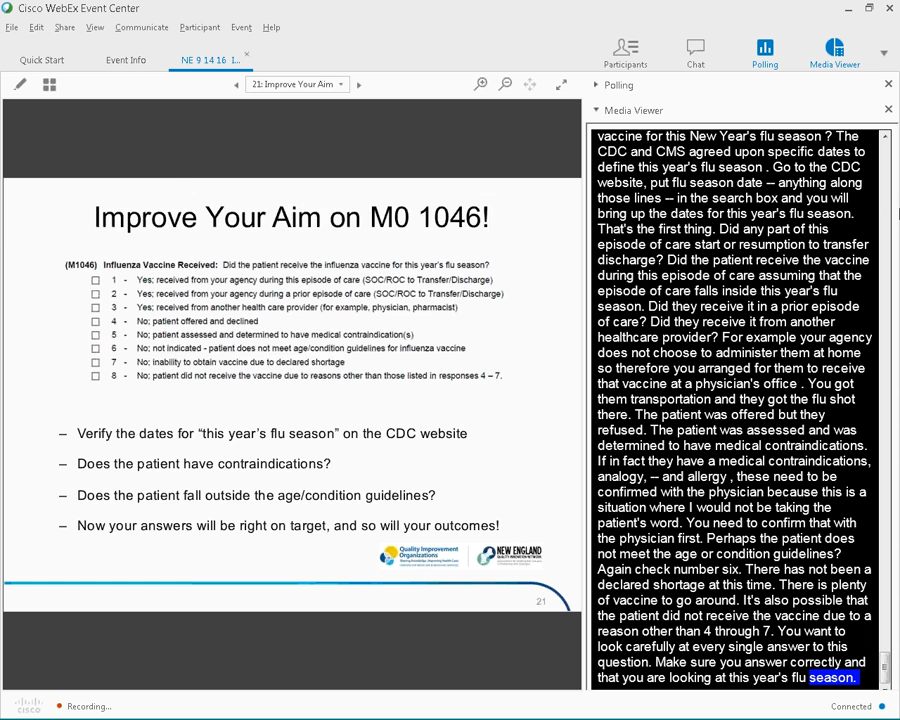 Cisco WebEx Event Center
File Edit Share View Communicate Participant Event Help
Quick Start Event Info NE 9 14 16 I...
Participants Chat Polling Media Viewer
21: Improve Your Aim
Polling
Media Viewer
Improve Your Aim on M0 1046!
(M1046) Influenza Vaccine Received: Did the patient receive the influenza vaccine for this year's flu season?
1 - Yes; received from your agency during this episode of care (SOC/ROC to Transfer/Discharge)
2 - Yes; received from your agency during a prior episode of care (SOC/ROC to Transfer/Discharge)
3 - Yes; received from another health care provider (for example, physician, pharmacist)
4 - No; patient offered and declined
5 - No; patient assessed and determined to have medical contraindication(s)
6 - No; not indicated - patient does not meet age/condition guidelines for influenza vaccine
7 - No; inability to obtain vaccine due to declared shortage
8 - No; patient did not receive the vaccine due to reasons other than those listed in responses 4 – 7.
– Verify the dates for “this year’s flu season” on the CDC website
– Does the patient have contraindications?
– Does the patient fall outside the age/condition guidelines?
– Now your answers will be right on target, and so will your outcomes!
Quality Improvement
Organizations
NEW ENGLAND
21
vaccine for this New Year's flu season ? The
CDC and CMS agreed upon specific dates to
define this year's flu season . Go to the CDC
website, put flu season date -- anything along
those lines -- in the search box and you will
bring up the dates for this year's flu season.
That's the first thing. Did any part of this
episode of care start or resumption to transfer
discharge? Did the patient receive the vaccine
during this episode of care assuming that the
episode of care falls inside this year's flu
season. Did they receive it in a prior episode
of care? Did they receive it from another
healthcare provider? For example your agency
does not choose to administer them at home
so therefore you arranged for them to receive
that vaccine at a physician's office . You got
them transportation and they got the flu shot
there. The patient was offered but they
refused. The patient was assessed and was
determined to have medical contraindications.
If in fact they have a medical contraindications,
analogy, -- and allergy , these need to be
confirmed with the physician because this is a
situation where I would not be taking the
patient's word. You need to confirm that with
the physician first. Perhaps the patient does
not meet the age or condition guidelines?
Again check number six. There has not been a
declared shortage at this time. There is plenty
of vaccine to go around. It's also possible that
the patient did not receive the vaccine due to a
reason other than 4 through 7. You want to
look carefully at every single answer to this
question. Make sure you answer correctly and
that you are looking at this year's flu season.
CISCO
Recording...
Connected